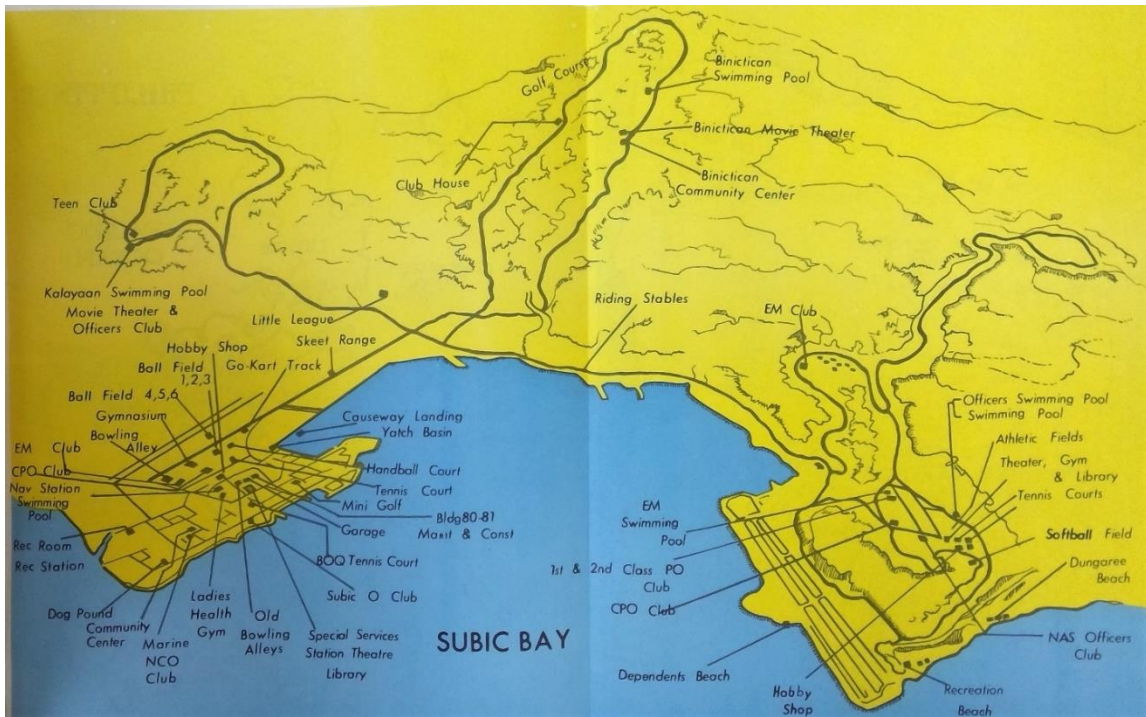 Golf Course
Binictican
Swimming Pool
Binictican Movie Theater
Club House
Binictican
Community Center
Teen Club
Kalayaan Swimming Pool
Movie Theater &
Officers Club
Little League
Riding Stables
EM Club
Skeet Range
Hobby Shop
Go-Kart Track
Ball Field
1,2,3
Ball Field 4,5,6
Gymnasium
Bowling
Alley
EM Club
CPO Club
Nav Station
Swimming
Pool
Rec Room
Rec Station
Dog Pound
Community
Center
Marine
NCO
Club
Ladies
Health
Gym
Old
Bowling
Alleys
Special Services
Station Theatre
Library
Subic O Club
BOQ Tennis Court
Garage
Bldg 80-81
Maint & Const
Mini Golf
Tennis Court
Handball Court
Causeway Landing
Yatch Basin
SUBIC BAY
Officers Swimming Pool
Swimming Pool
Athletic Fields
Theater, Gym
& Library
Tennis Courts
Softball Field
Dungaree
Beach
NAS Officers
Club
Recreation
Beach
Hobby
Shop
Dependents Beach
CPO Club
1st & 2nd Class PO
Club
EM
Swimming
Pool